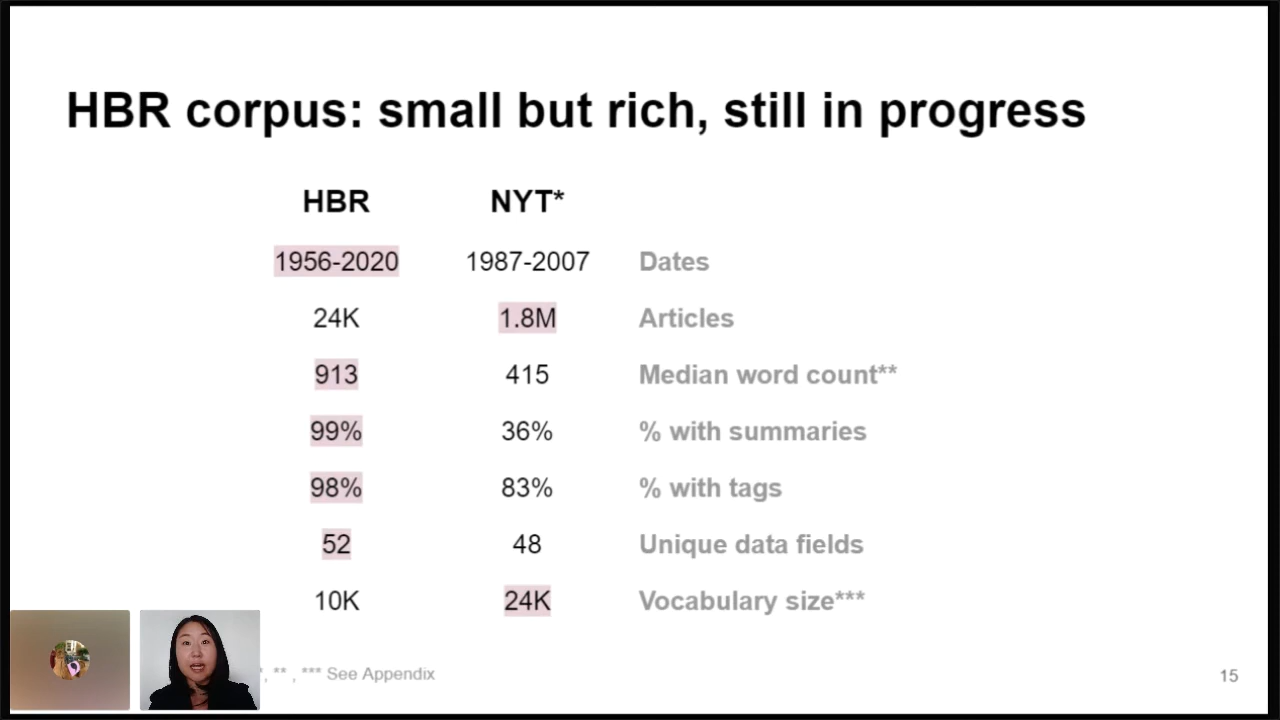 HBR corpus: small but rich, still in progress
HBR NYT*
1956-2020 1987-2007 Dates
24K 1.8M Articles
913 415 Median word count**
99% 36% % with summaries
98% 83% % with tags
52 48 Unique data fields
10K 24K Vocabulary size***
, ** , *** See Appendix
15